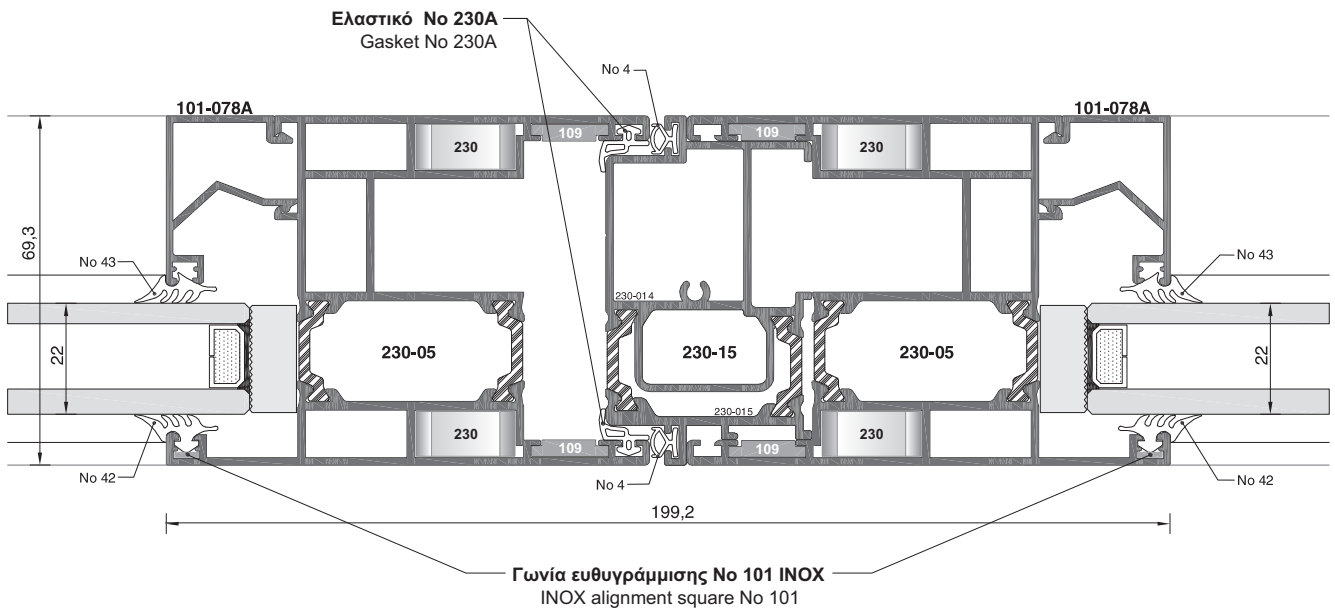 Ελαστικό No 230A
Gasket No 230A
No 4
101-078A
101-078A
109
109
230
230
69,3
No 43
No 43
230-014
22
230-05
230-15
230-05
22
230-015
230
230
109
109
No 42
No 4
No 42
199,2
Γωνία ευθυγράμμισης No 101 INOX
INOX alignment square No 101